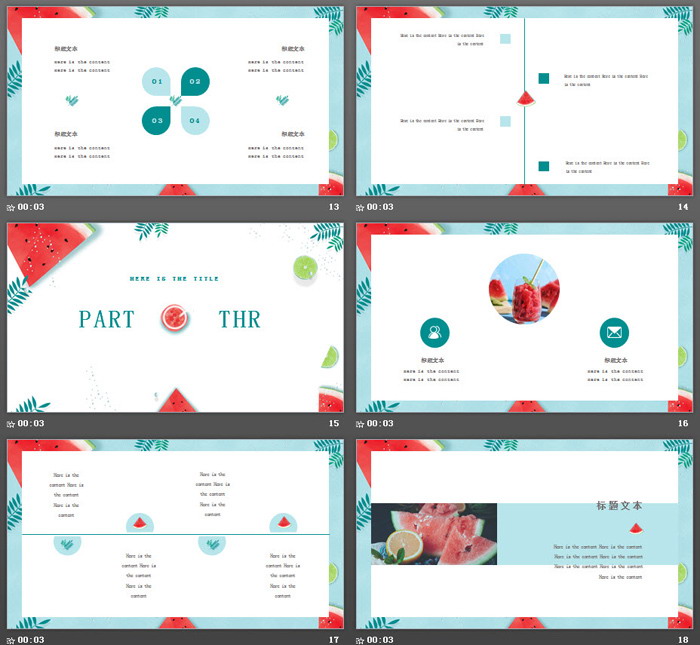 标题文本
Here is the content
Here is the content
标题文本
Here is the content
Here is the content
01
02
03
04
标题文本
Here is the content
Here is the content
标题文本
Here is the content
Here is the content
00:03
13
Here is the content Here is the content Here
is the content
Here is the content Here is the content Here
is the content
Here is the content Here is the content Here
is the content
Here is the content Here is the content Here
is the content
00:03
14
HERE IS THE TITLE
PART
THR
00:03
15
标题文本
Here is the content
Here is the content
标题文本
Here is the content
Here is the content
00:03
16
Here is the
content Here is
the content
Here is the
content
Here is the
content Here is
the content
Here is the
content
Here is the
content Here is
the content
Here is the
content
Here is the
content Here is
the content
Here is the
content
00:03
17
标题文本
Here is the content Here is the content
Here is the content Here is the content
Here is the content Here is the content
Here is the content
00:03
18